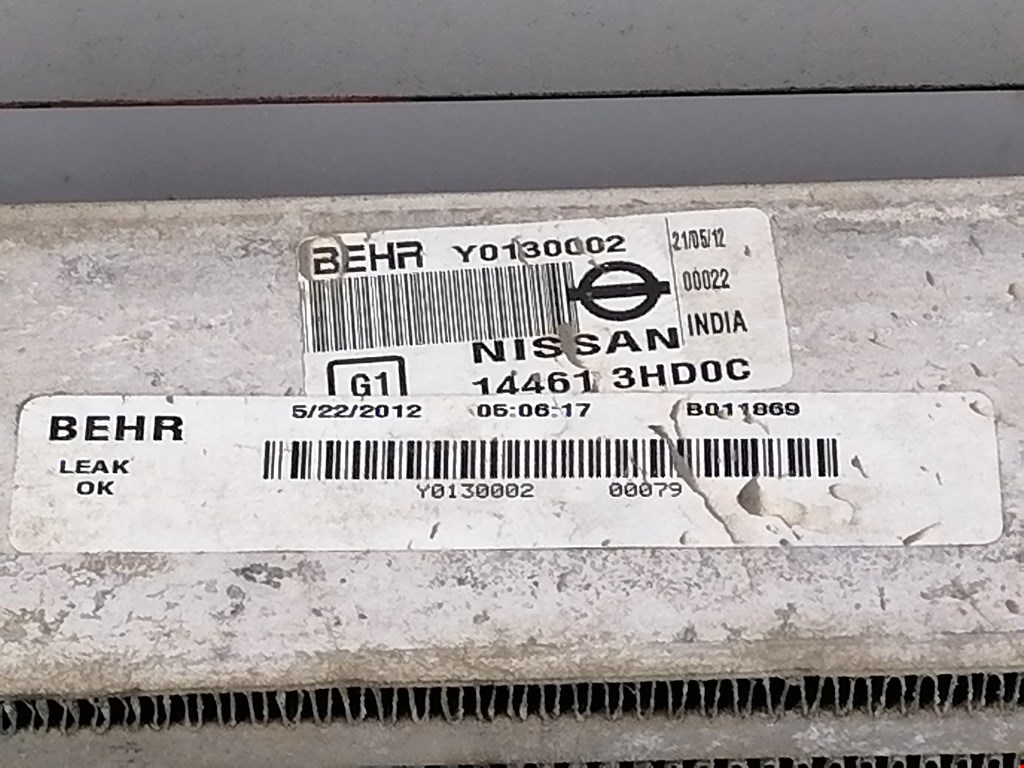 BEHR Y0130002
21/05/12
00022
INDIA
NISSAN
G1
14461 3HD0C
BEHR
5/22/2012 05:06:17 B011869
LEAK
OK
Y0130002 00079